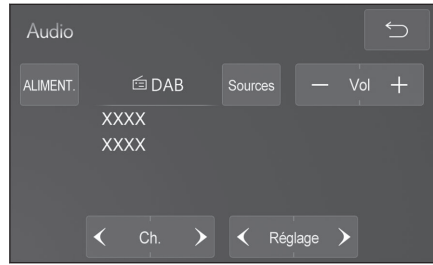 Audio
ALIMENT. DAB Sources − Vol +
XXXX
XXXX
Ch. Réglage